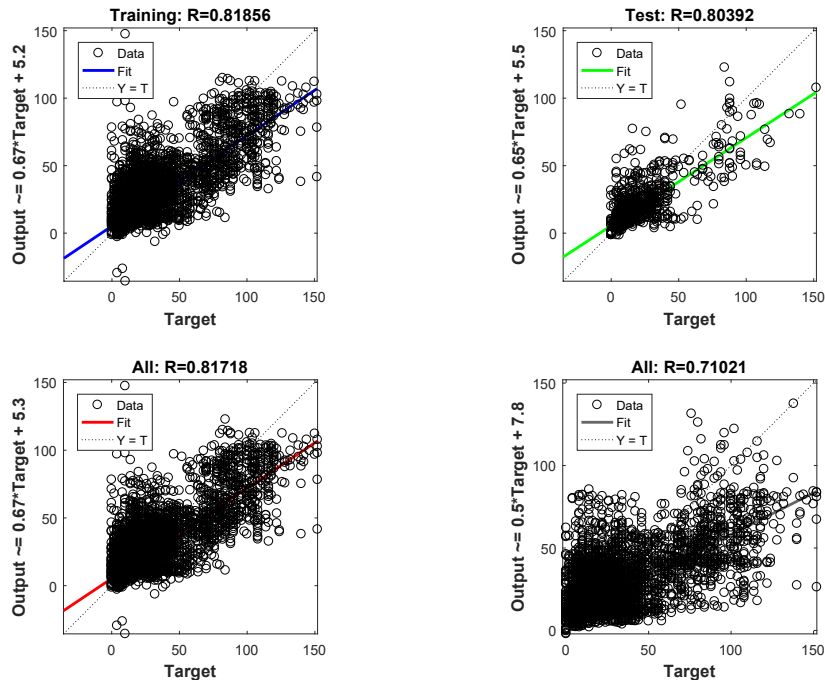 Training: R=0.81856
Output ~= 0.67*Target + 5.2
150
100
50
0
Data
Fit
Y = T
0 50 100 150
Target
Test: R=0.80392
Output ~= 0.65*Target + 5.5
150
100
50
0
Data
Fit
Y = T
0 50 100 150
Target
All: R=0.81718
Output ~= 0.67*Target + 5.3
150
100
50
0
Data
Fit
Y = T
0 50 100 150
Target
All: R=0.71021
Output ~= 0.5*Target + 7.8
150
100
50
0
Data
Fit
Y = T
0 50 100 150
Target